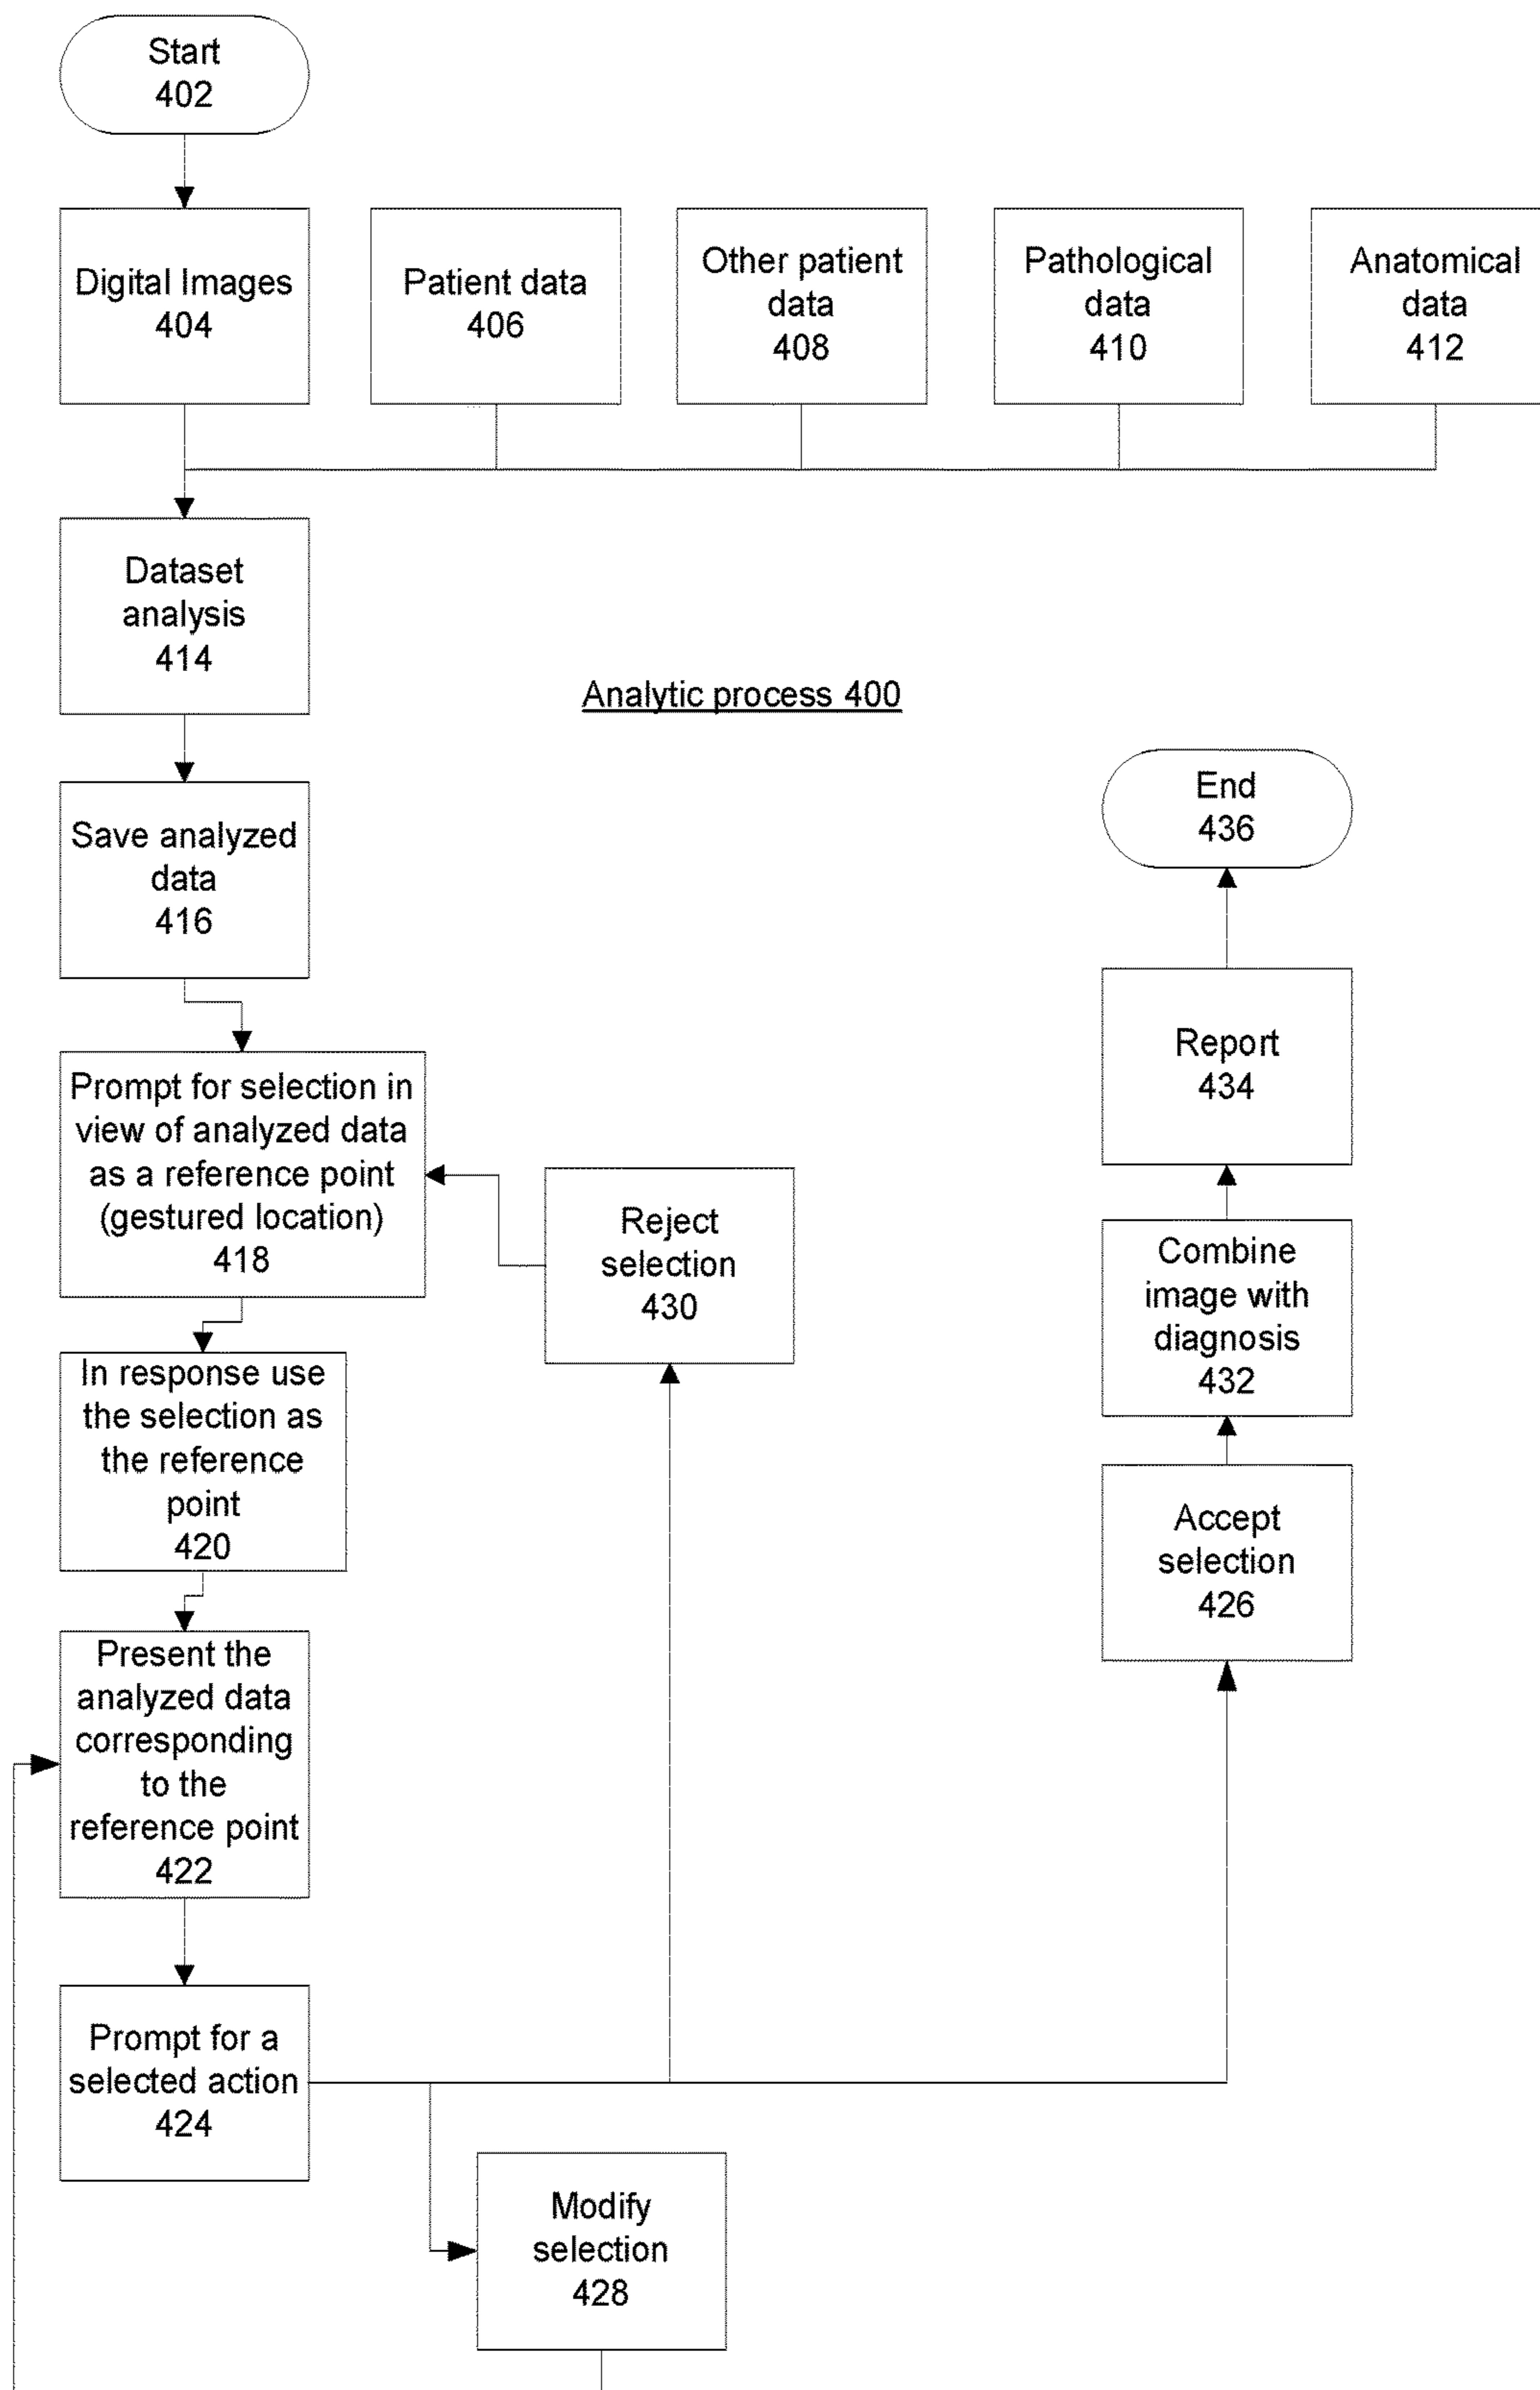 Start
402
Digital Images
404
Patient data
406
Other patient
data
408
Pathological
data
410
Anatomical
data
412
Dataset
analysis
414
Analytic process 400
Save analyzed
data
416
End
436
Report
434
Prompt for selection in
view of analyzed data
as a reference point
(gestured location)
418
Reject
selection
430
Combine
image with
diagnosis
432
In response use
the selection as
the reference
point
420
Accept
selection
426
Present the
analyzed data
corresponding
to the
reference point
422
Prompt for a
selected action
424
Modify
selection
428